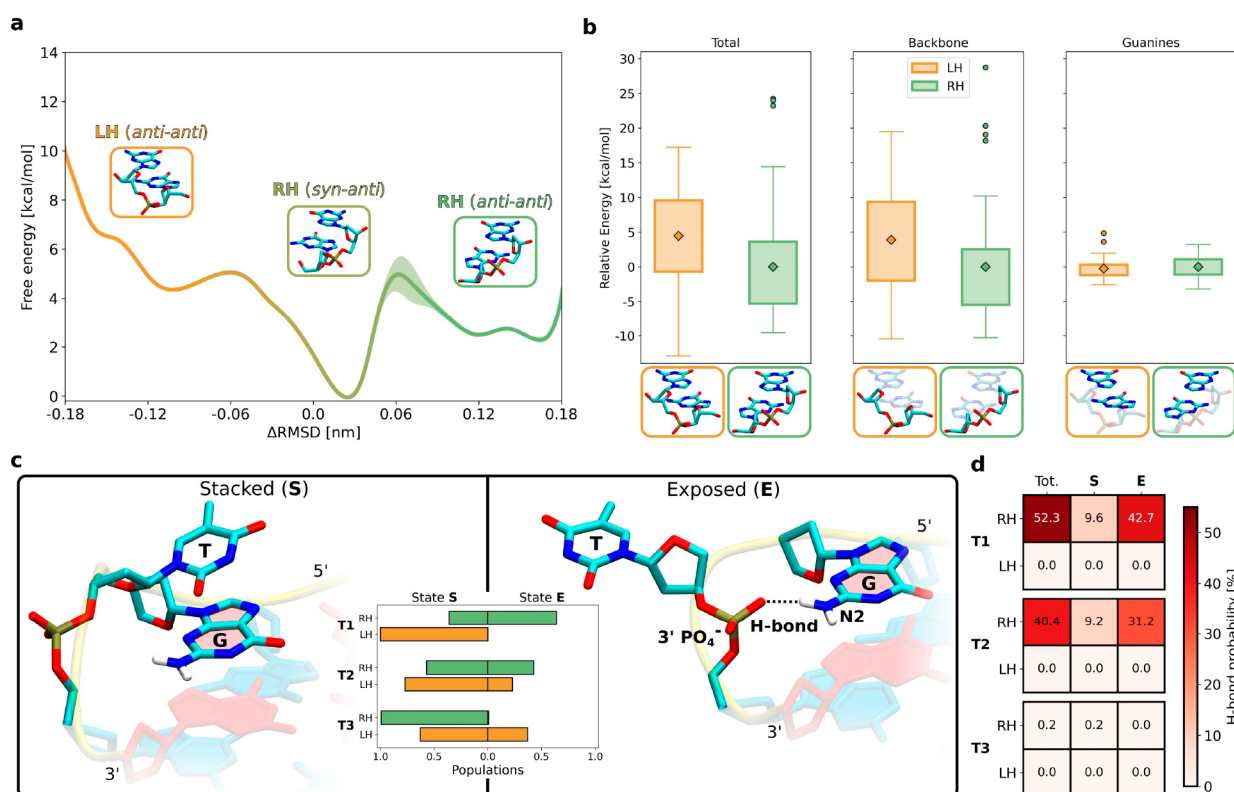 a
14
12
10
8
6
4
2
0
Free energy [kcal/mol]
LH (anti-anti)
RH (syn-anti)
RH (anti-anti)
-0.18
-0.12
-0.06
0.0
0.06
0.12
0.18
ΔRMSD [nm]
b
Total
Backbone
Guanines
30
25
20
15
10
5
0
-5
-10
Relative Energy [kcal/mol]
LH
RH
c
Stacked (S)
Exposed (E)
T
G
5'
3'
T
G
5'
N2
H-bond
3' PO₄⁻
3'
State S
State E
T1
RH
LH
T2
RH
LH
T3
RH
LH
1.0
0.5
0.0
0.5
1.0
Populations
d
Tot.
S
E
T1
RH 52.3 9.6 42.7
LH 0.0 0.0 0.0
T2
RH 40.4 9.2 31.2
LH 0.0 0.0 0.0
T3
RH 0.2 0.2 0.0
LH 0.0 0.0 0.0
50
40
30
20
10
0
H-bond probability [%]